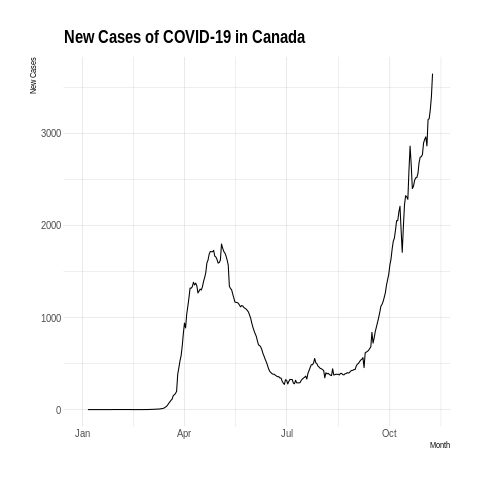 New Cases of COVID-19 in Canada
New Cases
3000
2000
1000
0
Jan Apr Jul Oct
Month